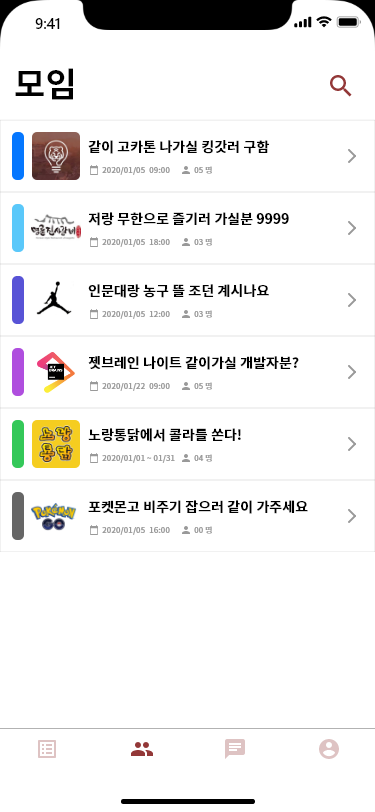 9:41
모임
같이 고카톤 나가실 킹갓러 구함
2020/01/05 09:00 05 명
저랑 무한으로 즐기러 가실분 9999
2020/01/05 18:00 03 명
인문대랑 농구 뜰 조던 계시나요
2020/01/05 12:00 03 명
젯브레인 나이트 같이가실 개발자분?
2020/01/22 09:00 05 명
노랑통닭
노랑통닭에서 콜라를 쏜다!
2020/01/01 ~ 01/31 04 명
POKÉMON
GO
포켓몬고 비주기 잡으러 같이 가주세요
2020/01/05 16:00 00 명